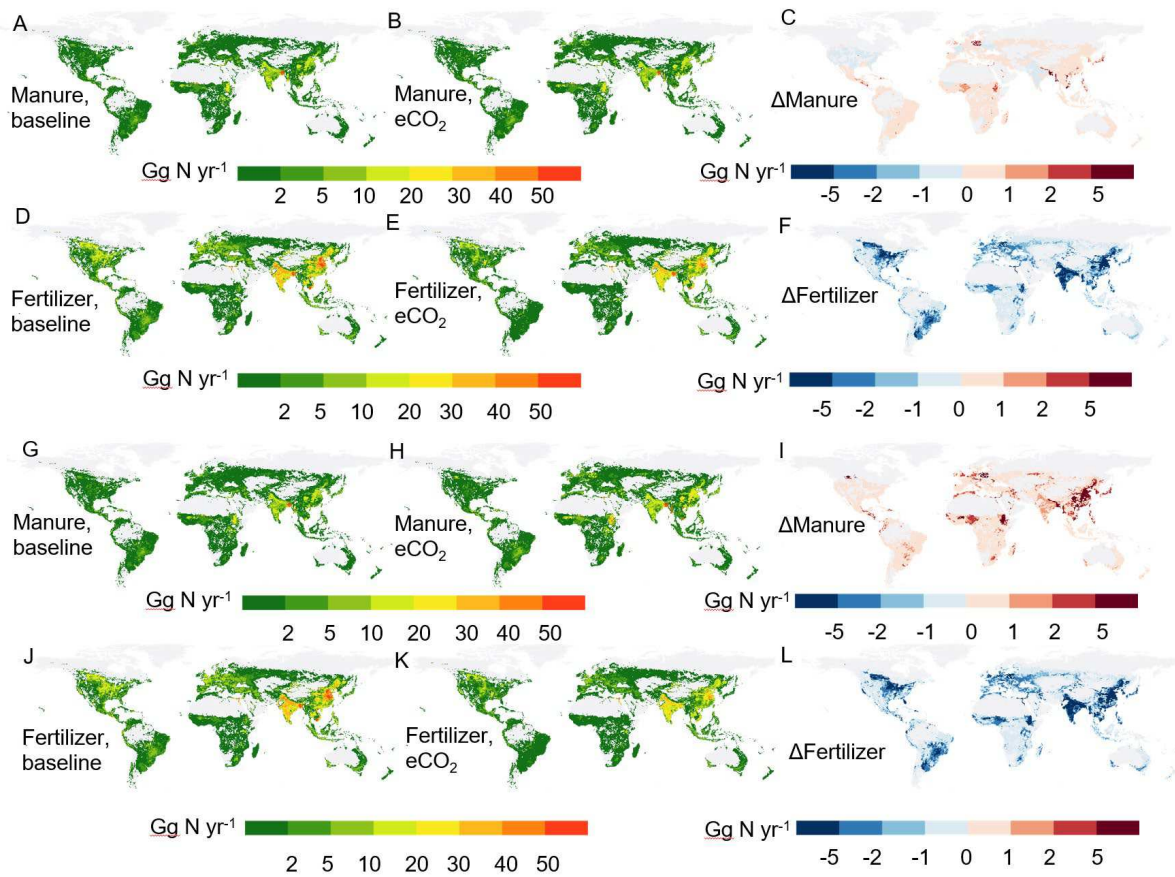 A
Manure,
baseline
B
Manure,
eCO₂
C
ΔManure
Gg N yr⁻¹
2 5 10 20 30 40 50
Gg N yr⁻¹
-5 -2 -1 0 1 2 5
D
Fertilizer,
baseline
E
Fertilizer,
eCO₂
F
ΔFertilizer
Gg N yr⁻¹
2 5 10 20 30 40 50
Gg N yr⁻¹
-5 -2 -1 0 1 2 5
G
Manure,
baseline
H
Manure,
eCO₂
I
ΔManure
Gg N yr⁻¹
2 5 10 20 30 40 50
Gg N yr⁻¹
-5 -2 -1 0 1 2 5
J
Fertilizer,
baseline
K
Fertilizer,
eCO₂
L
ΔFertilizer
Gg N yr⁻¹
2 5 10 20 30 40 50
Gg N yr⁻¹
-5 -2 -1 0 1 2 5